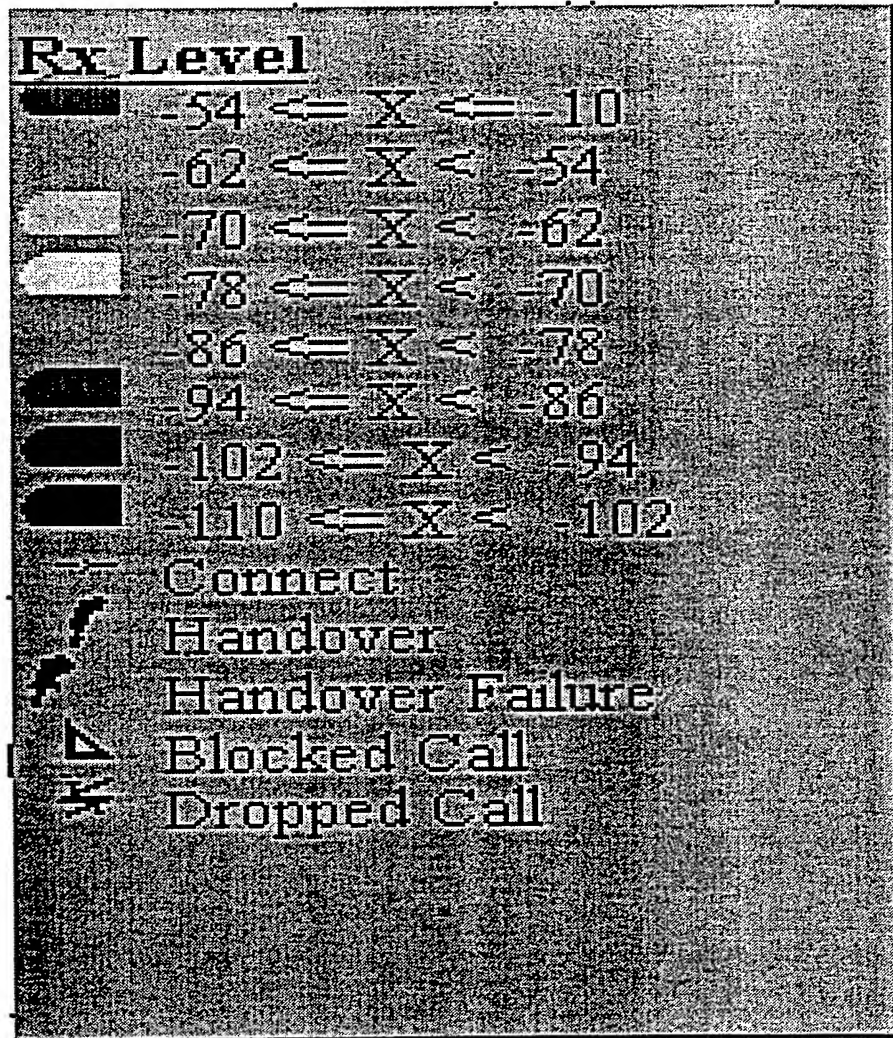 Rx Level
-54 <= X <= -10
-62 <= X < -54
-70 <= X < -62
-78 <= X < -70
-86 <= X < -78
-94 <= X < -86
-102 <= X < -94
-110 <= X < -102
Connect
Handover
Handover Failure
Blocked Call
Dropped Call